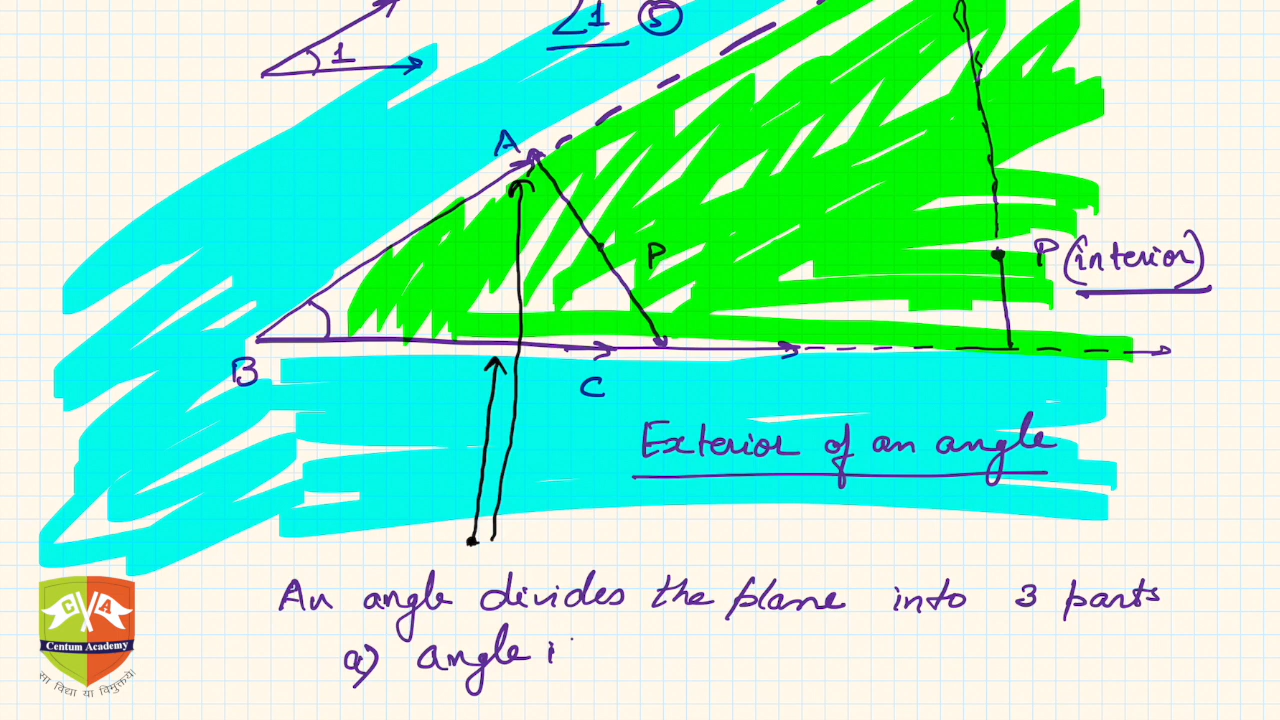 ∠1 ⑤
1
A
P
P (interior)
B
C
Exterior of an angle
An angle divides the plane into 3 parts
a) angle i
C A
Centum Academy
सा विद्या या विमुक्तये।